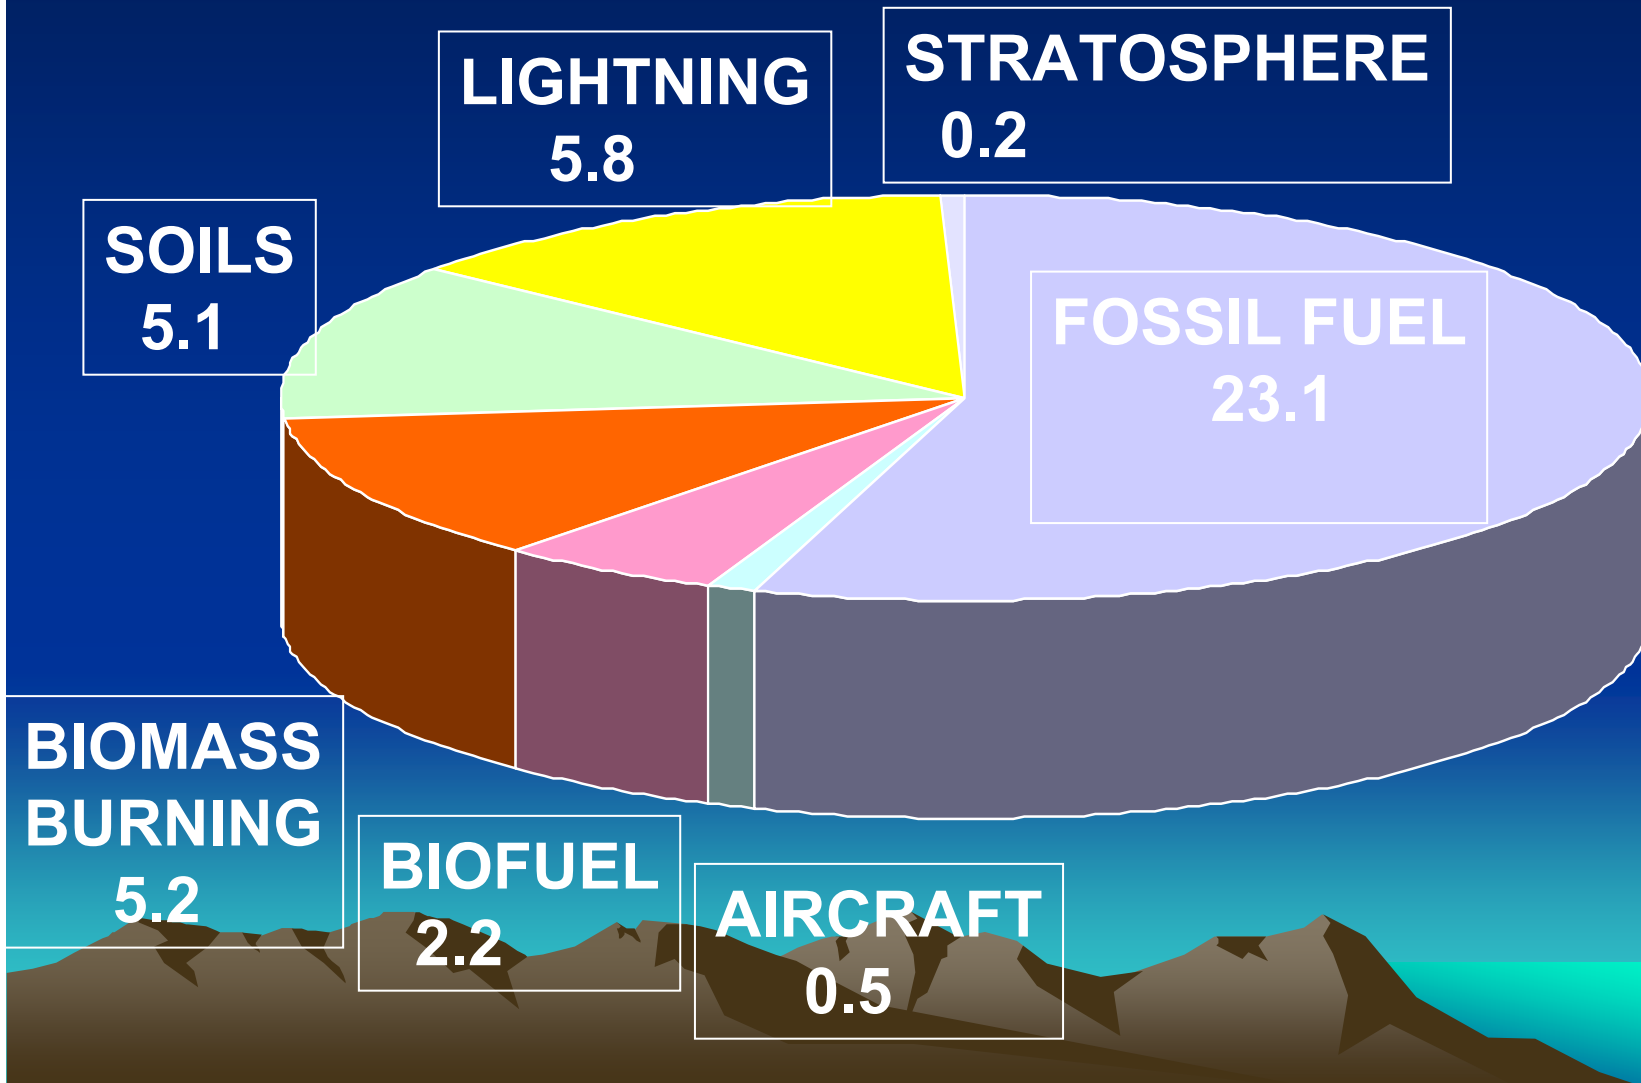 LIGHTNING
5.8
STRATOSPHERE
0.2
SOILS
5.1
FOSSIL FUEL
23.1
BIOMASS
BURNING
5.2
BIOFUEL
2.2
AIRCRAFT
0.5